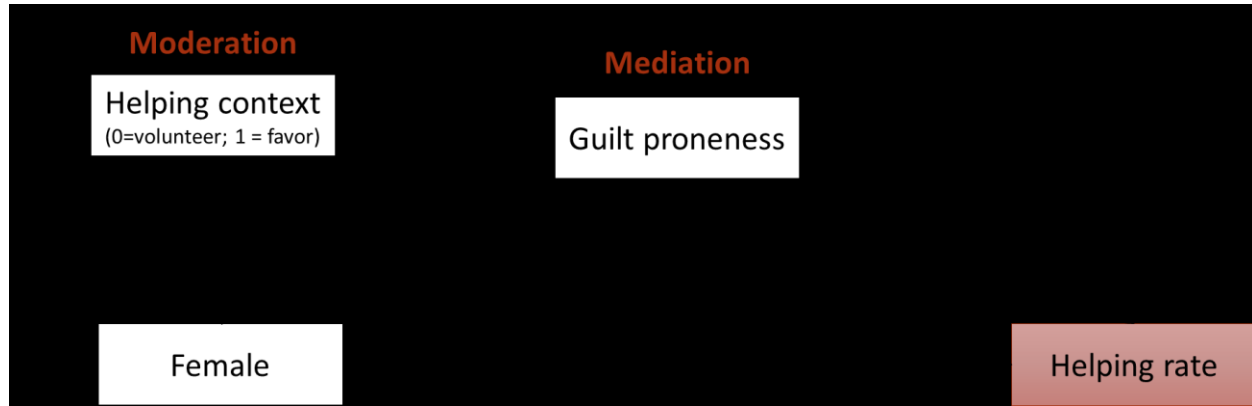 Moderation
Helping context
(0=volunteer; 1 = favor)
Mediation
Guilt proneness
Female
Helping rate